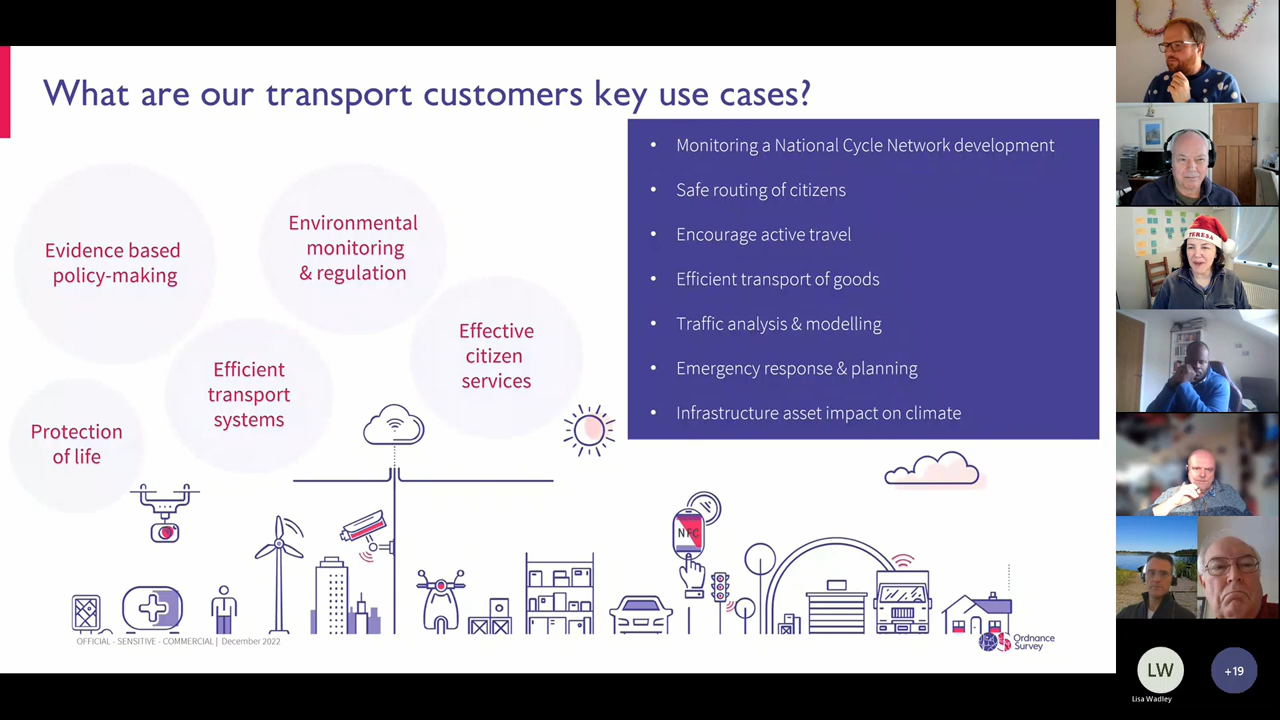 What are our transport customers key use cases?
Evidence based
policy-making
Environmental
monitoring
& regulation
Effective
citizen
services
Efficient
transport
systems
Protection
of life
• Monitoring a National Cycle Network development
• Safe routing of citizens
• Encourage active travel
• Efficient transport of goods
• Traffic analysis & modelling
• Emergency response & planning
• Infrastructure asset impact on climate
NFC
OFFICIAL - SENSITIVE - COMMERCIAL | December 2022
Ordnance
Survey
TERESA
LW
Lisa Wadley
+19